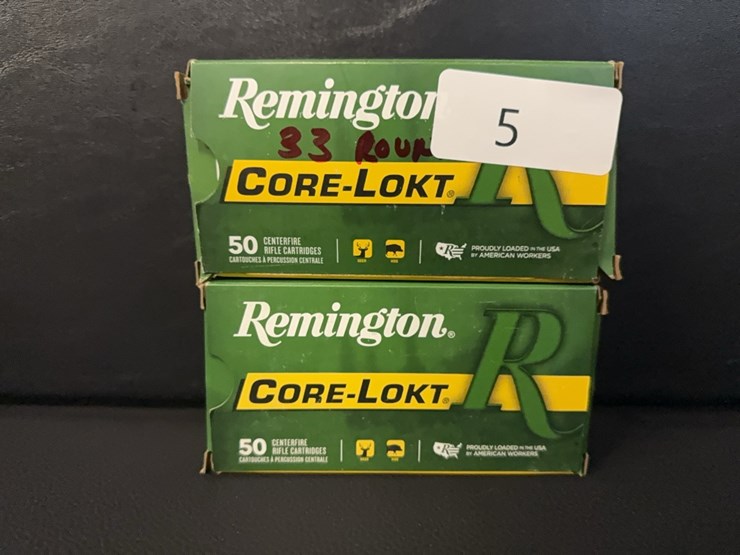 Remington
5
33 ROUN
CORE-LOKT®
50 CENTERFIRE
RIFLE CARTRIDGES
CARTOUCHES À PERCUSSION CENTRALE
PROUDLY LOADED IN THE USA
BY AMERICAN WORKERS
Remington®
R
CORE-LOKT®
50 CENTERFIRE
RIFLE CARTRIDGES
CARTOUCHES À PERCUSSION CENTRALE
PROUDLY LOADED IN THE USA
BY AMERICAN WORKERS